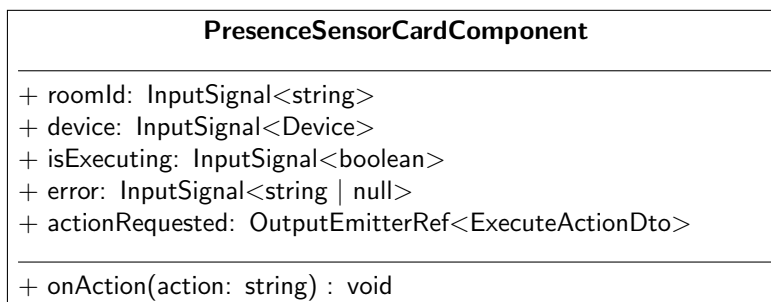 PresenceSensorCardComponent
+ roomId: InputSignal<string>
+ device: InputSignal<Device>
+ isExecuting: InputSignal<boolean>
+ error: InputSignal<string | null>
+ actionRequested: OutputEmitterRef<ExecuteActionDto>
+ onAction(action: string) : void